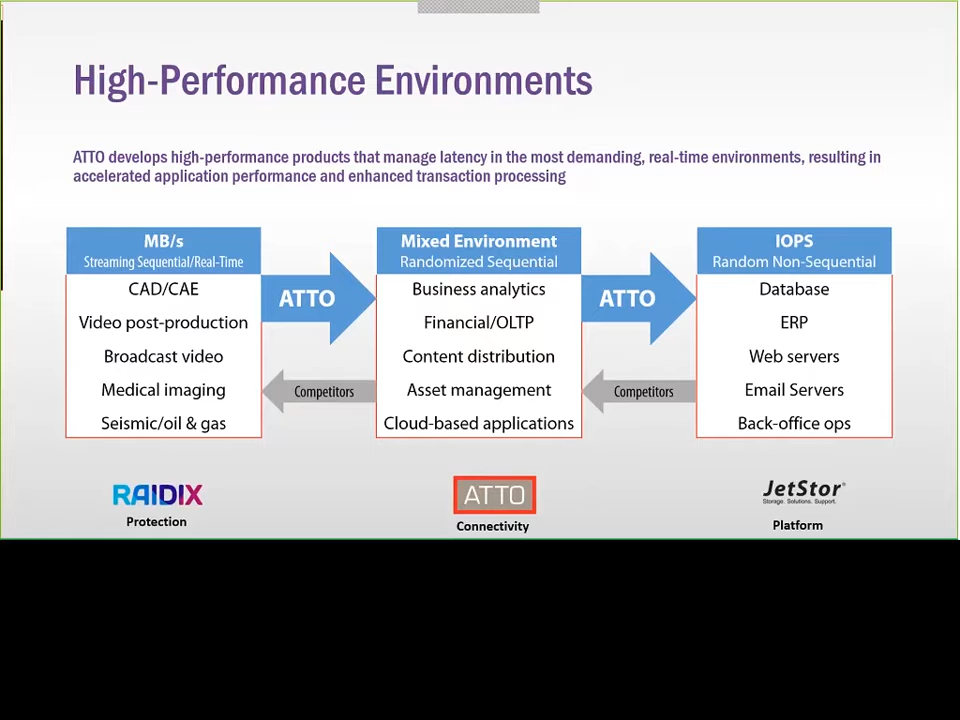 High-Performance Environments
ATTO develops high-performance products that manage latency in the most demanding, real-time environments, resulting in
accelerated application performance and enhanced transaction processing
MB/s
Streaming Sequential/Real-Time
CAD/CAE
Video post-production
Broadcast video
Medical imaging
Seismic/oil & gas
ATTO
Competitors
Mixed Environment
Randomized Sequential
Business analytics
Financial/OLTP
Content distribution
Asset management
Cloud-based applications
ATTO
Competitors
IOPS
Random Non-Sequential
Database
ERP
Web servers
Email Servers
Back-office ops
RAIDIX
Protection
ATTO
Connectivity
JetStor®
Storage. Solutions. Support.
Platform